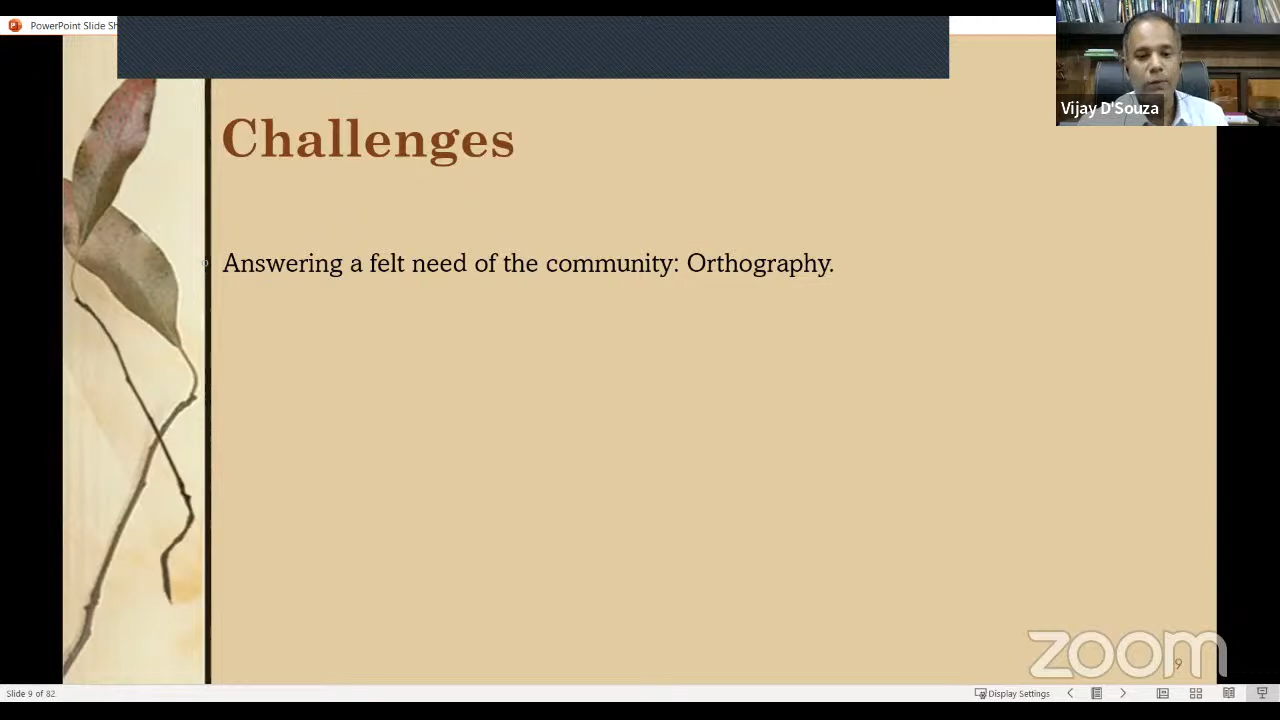 PowerPoint Slide Sh
Vijay D'Souza
Challenges
Answering a felt need of the community: Orthography.
zoom
9
Slide 9 of 82
Display Settings